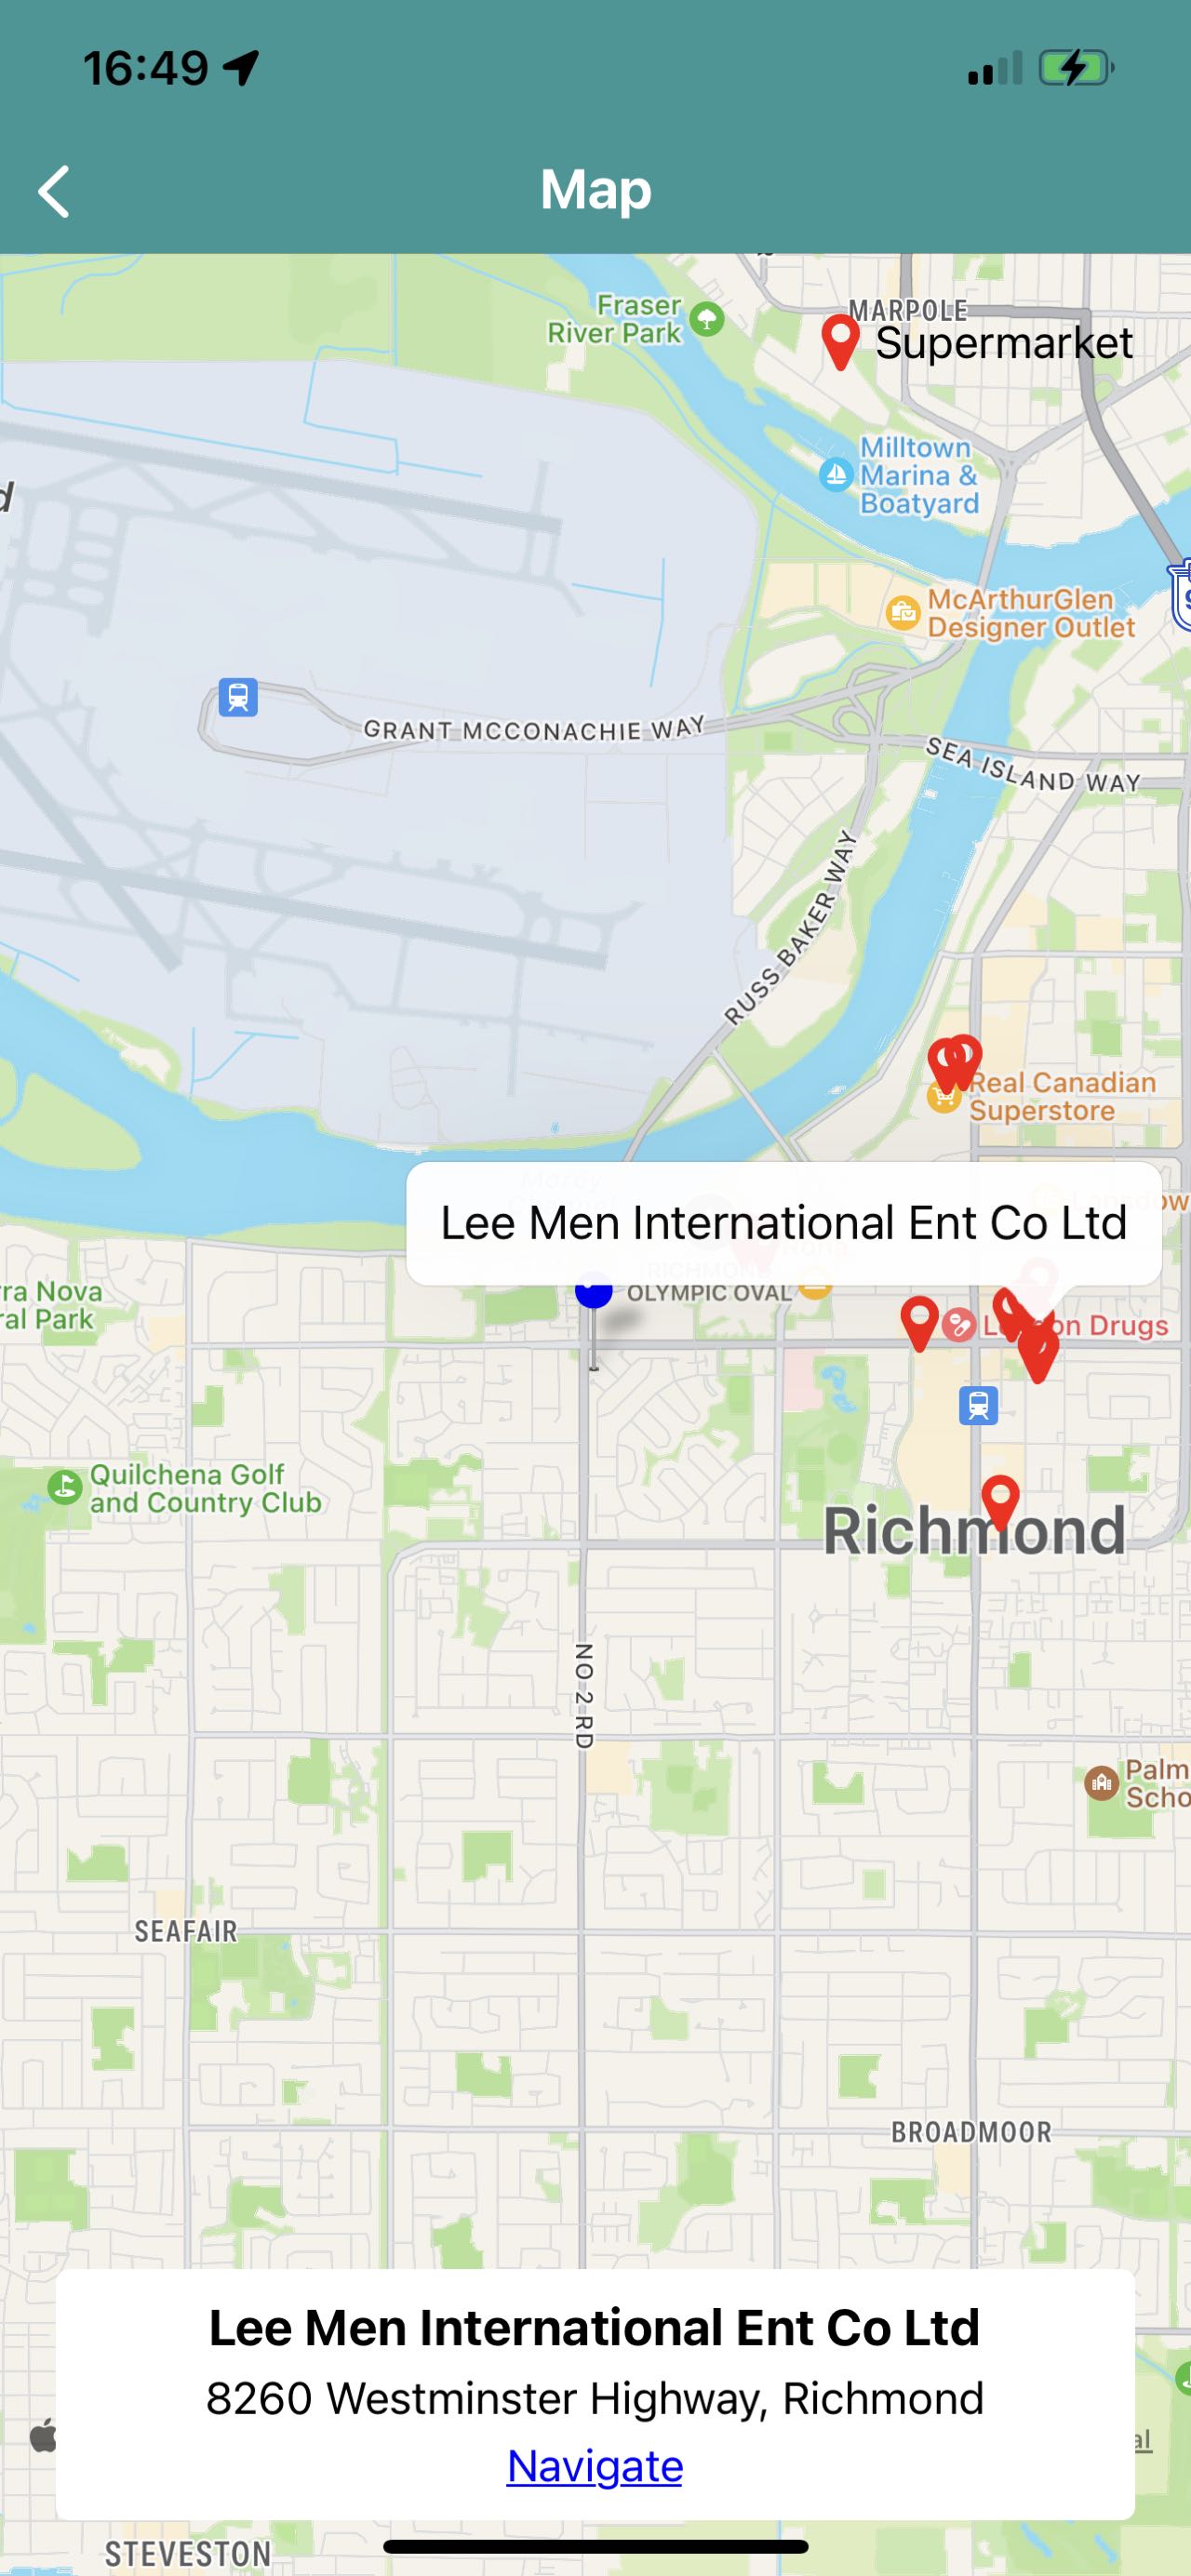 16:49
Map
MARPOLE
Fraser
River Park
Supermarket
Milltown
Marina &
Boatyard
McArthurGlen
Designer Outlet
GRANT MCCONACHIE WAY
SEA ISLAND WAY
RUSS BAKER WAY
Real Canadian
Superstore
Lee Men International Ent Co Ltd
OLYMPIC OVAL
Drugs
Quilchena Golf
and Country Club
Richmond
NO 2 RD
SEAFAIR
BROADMOOR
Lee Men International Ent Co Ltd
8260 Westminster Highway, Richmond
Navigate
STEVESTON